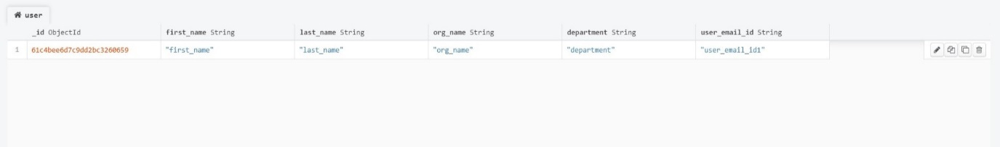 user
_id ObjectId first_name String last_name String org_name String department String user_email_id String
1 61c4bee6d7c9dd2bc3260659 "first_name" "last_name" "org_name" "department" "user_email_id1"